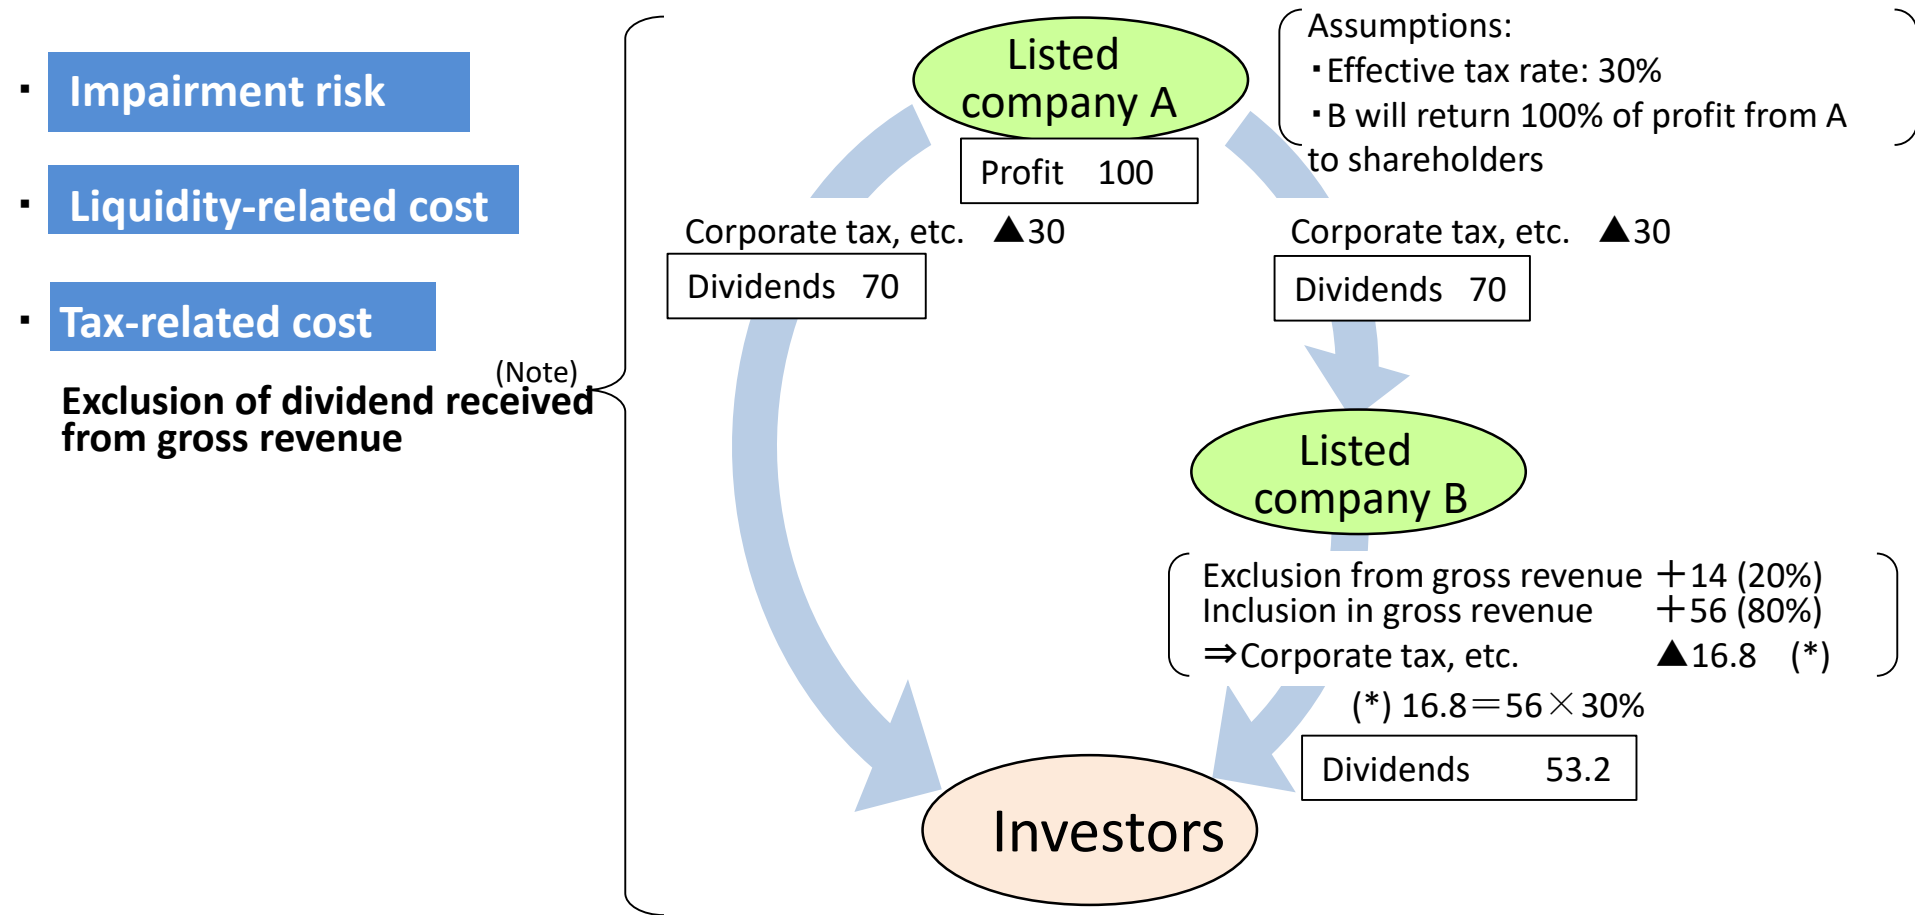 ・ Impairment risk
・ Liquidity-related cost
・ Tax-related cost
(Note)
Exclusion of dividend received
from gross revenue
Listed
company A
Profit 100
Assumptions:
・Effective tax rate: 30%
・B will return 100% of profit from A
to shareholders
Corporate tax, etc. ▲30
Dividends 70
Corporate tax, etc. ▲30
Dividends 70
Listed
company B
Exclusion from gross revenue ＋14 (20%)
Inclusion in gross revenue ＋56 (80%)
⇒Corporate tax, etc. ▲16.8 (*)
(*) 16.8＝56×30%
Dividends 53.2
Investors